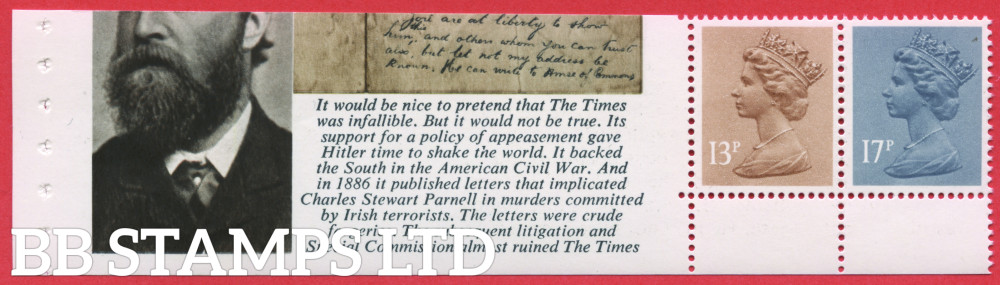 you are at liberty to show
this
him, and others whom you can trust
also, but let not my address be
known. He can write to House of Commons
It would be nice to pretend that The Times
was infallible. But it would not be true. Its
support for a policy of appeasement gave
Hitler time to shake the world. It backed
the South in the American Civil War. And
in 1886 it published letters that implicated
Charles Stewart Parnell in murders committed
by Irish terrorists. The letters were crude
litigation and
Special Commission almost ruined The Times
13P
17P
BB STAMPS LTD